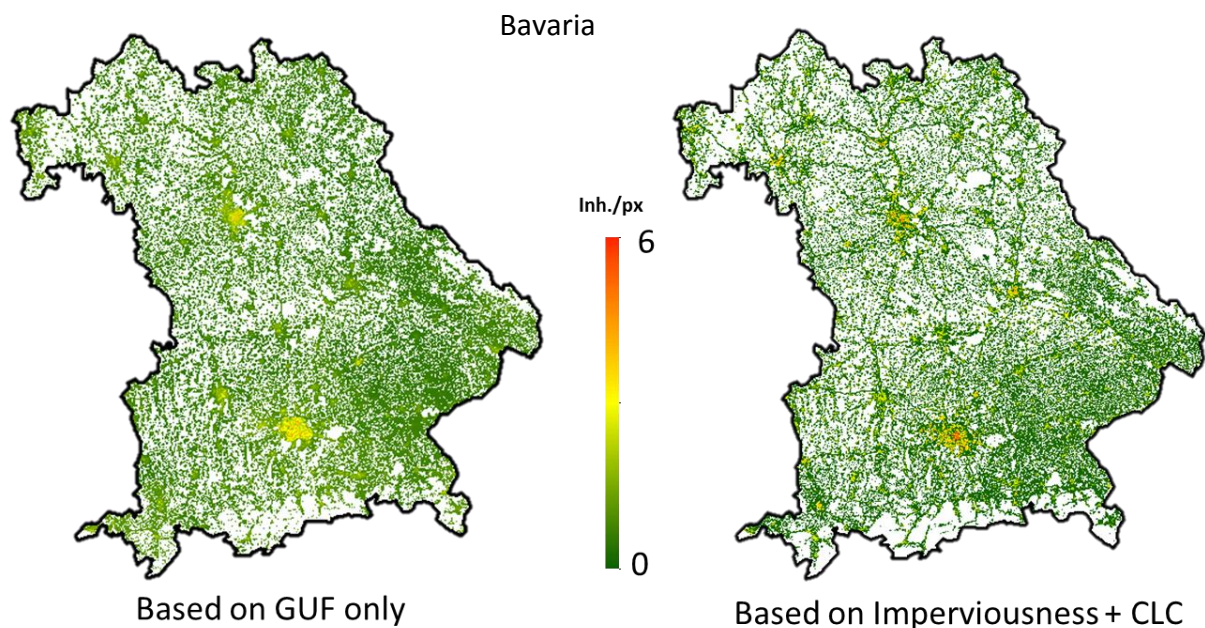 Bavaria
Inh./px
6
0
Based on GUF only
Based on Imperviousness + CLC